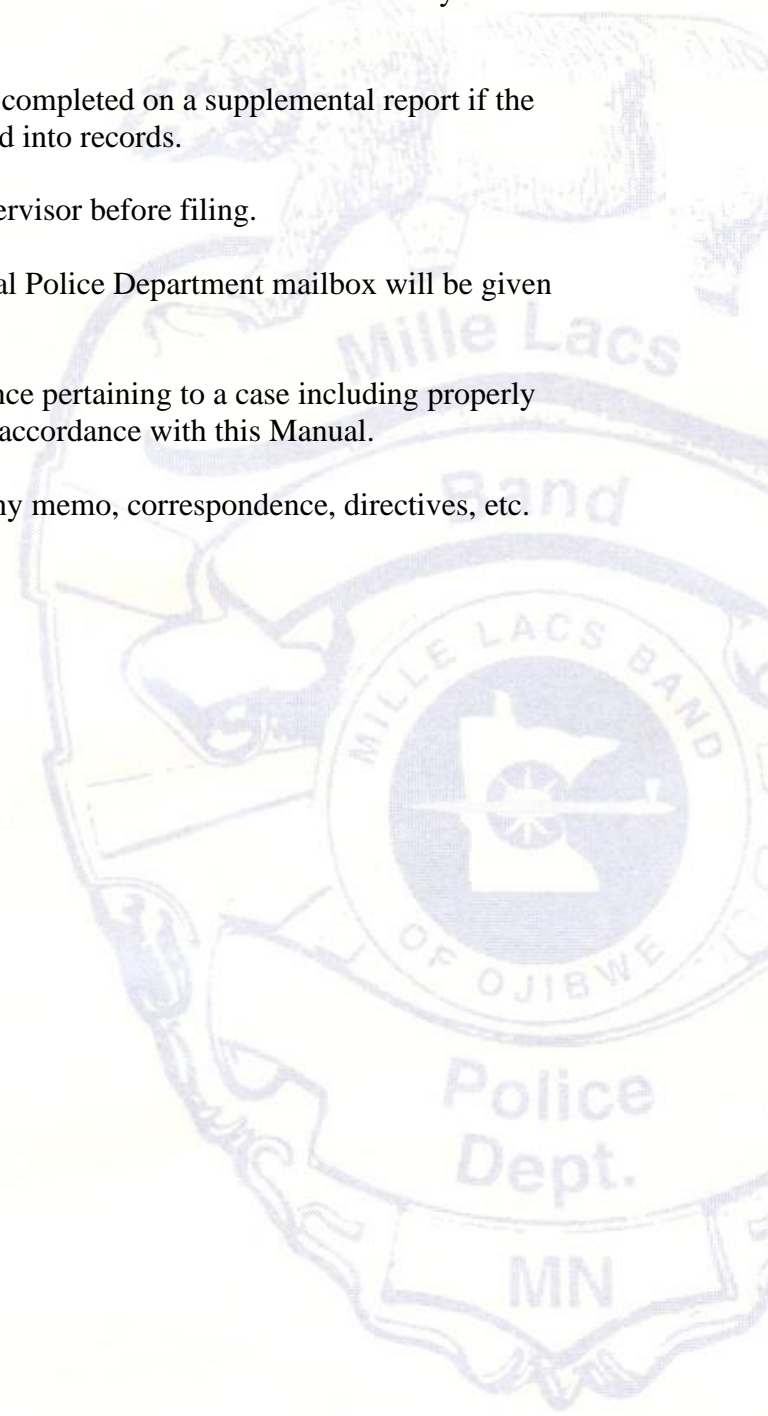 completed on a supplemental report if the
d into records.
ervisor before filing.
al Police Department mailbox will be given
Mille Lacs
nce pertaining to a case including properly
accordance with this Manual.
Band
ny memo, correspondence, directives, etc.
MILLE LACS BAND
OF OJIBWE
Police
Dept.
MN